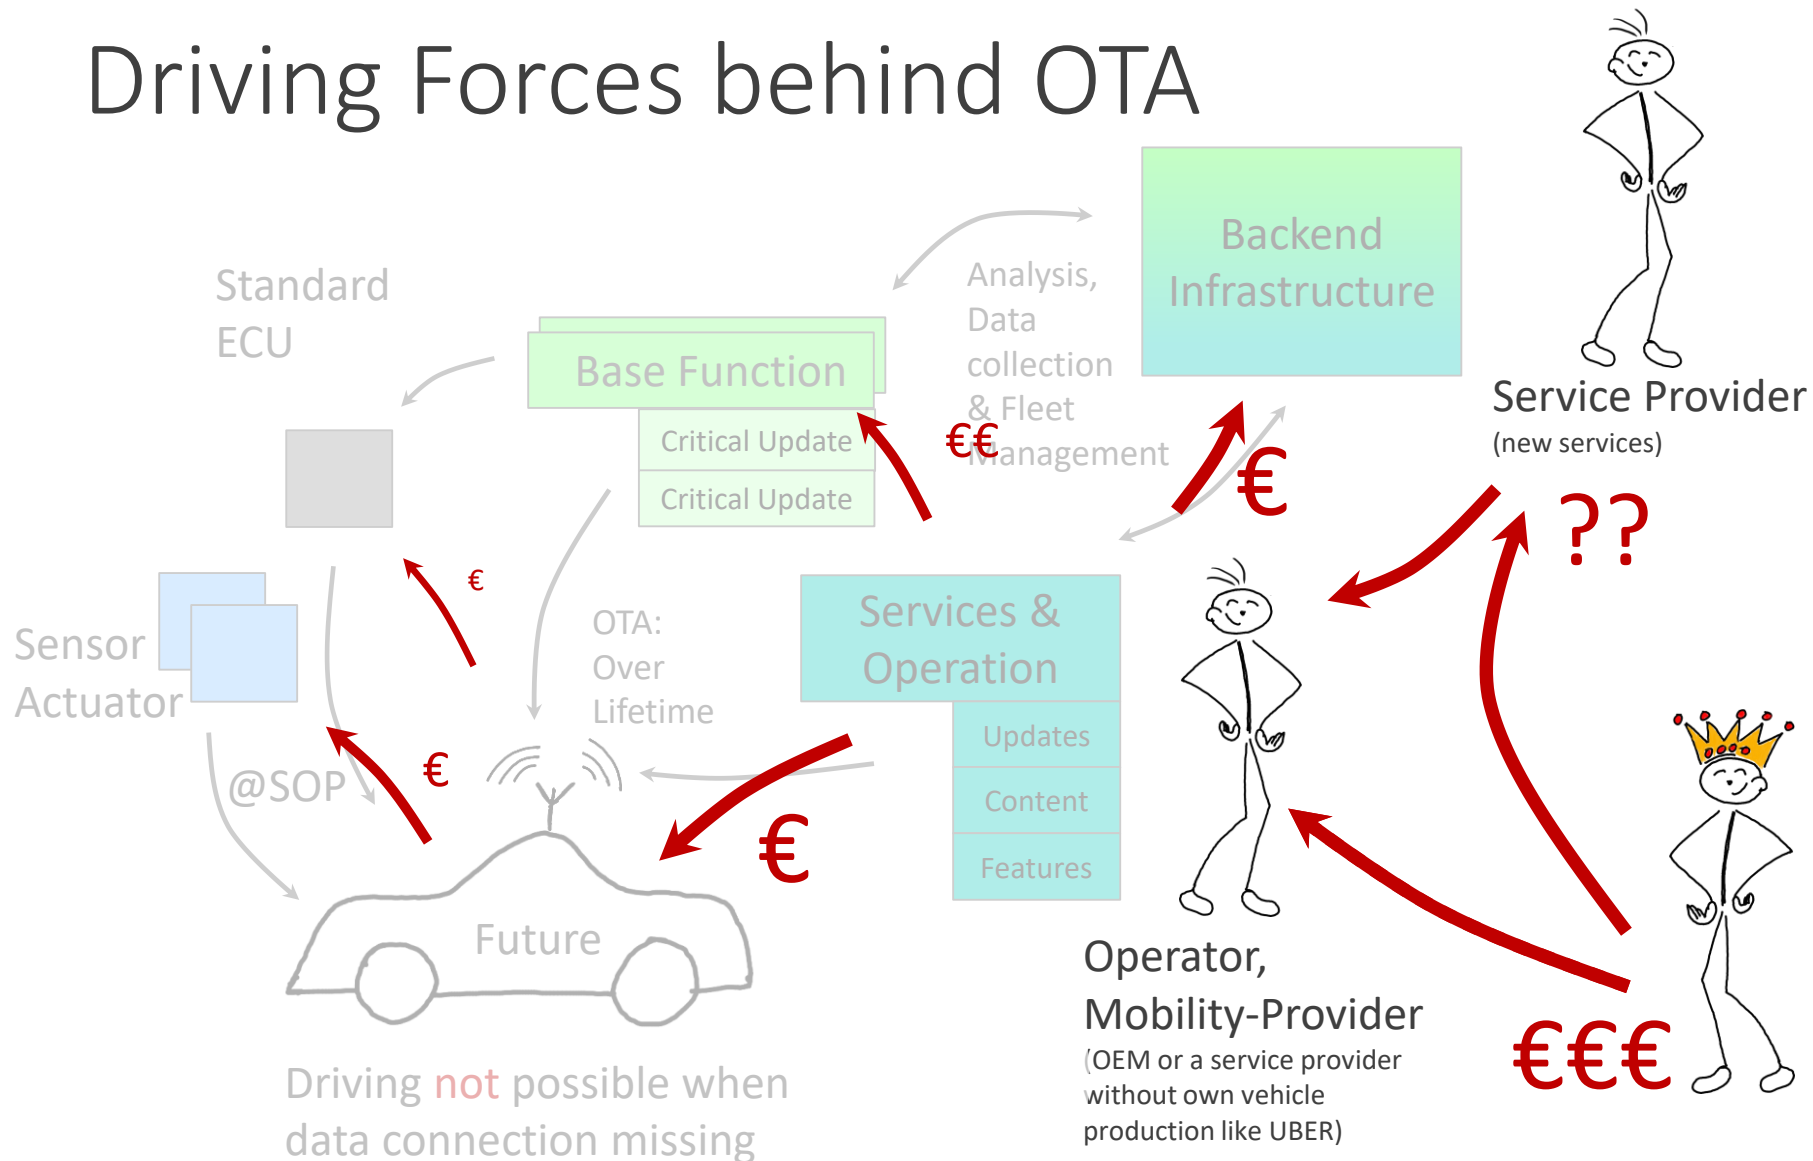 Driving Forces behind OTA
Standard
ECU
Base Function
Critical Update
Critical Update
Analysis,
Data
collection
& Fleet
Management
€€
Backend
Infrastructure
€
Service Provider
(new services)
??
€
Sensor
Actuator
OTA:
Over
Lifetime
Services &
Operation
Updates
Content
Features
@SOP
€
€
Future
Operator,
Mobility-Provider
(OEM or a service provider
without own vehicle
production like UBER)
€€€
Driving not possible when
data connection missing